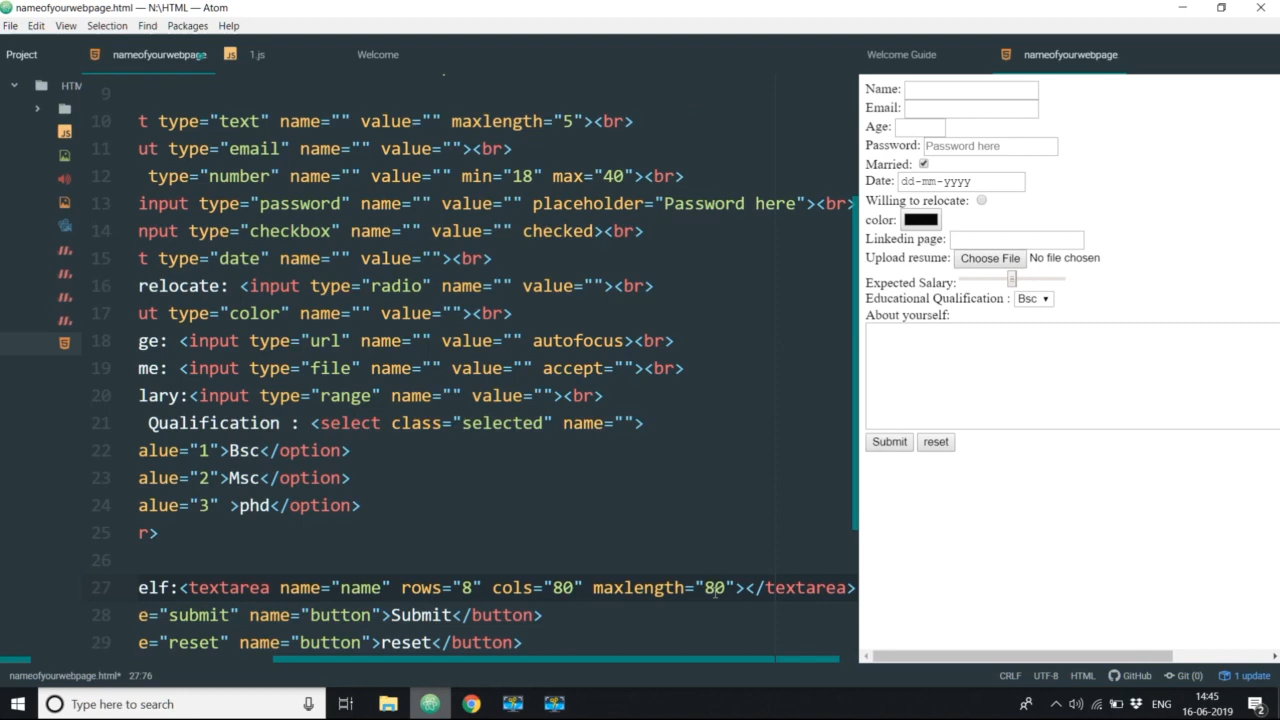 nameofyourwebpage.html — N:\HTML — Atom
File Edit View Selection Find Packages Help
Project nameofyourwebpage 1.js Welcome Welcome Guide nameofyourwebpage
HTM
9
10 t type="text" name="" value="" maxlength="5"><br>
11 ut type="email" name="" value=""><br>
12 type="number" name="" value="" min="18" max="40"><br>
13 input type="password" name="" value="" placeholder="Password here"><br>
14 nput type="checkbox" name="" value="" checked><br>
15 t type="date" name="" value=""><br>
16 relocate: <input type="radio" name="" value=""><br>
17 ut type="color" name="" value=""><br>
18 ge: <input type="url" name="" value="" autofocus><br>
19 me: <input type="file" name="" value="" accept=""><br>
20 lary:<input type="range" name="" value=""><br>
21 Qualification : <select class="selected" name="">
22 alue="1">Bsc</option>
23 alue="2">Msc</option>
24 alue="3" >phd</option>
25 r>
26
27 elf:<textarea name="name" rows="8" cols="80" maxlength="80"></textarea>
28 e="submit" name="button">Submit</button>
29 e="reset" name="button">reset</button>
Name:
Email:
Age:
Password: Password here
Married:
Date: dd-mm-yyyy
Willing to relocate:
color:
Linkedin page:
Upload resume: Choose File No file chosen
Expected Salary:
Educational Qualification : Bsc
About yourself:
Submit reset
nameofyourwebpage.html* 27:76 CRLF UTF-8 HTML GitHub Git (0) 1 update
Type here to search ENG 14:45
16-06-2019 2